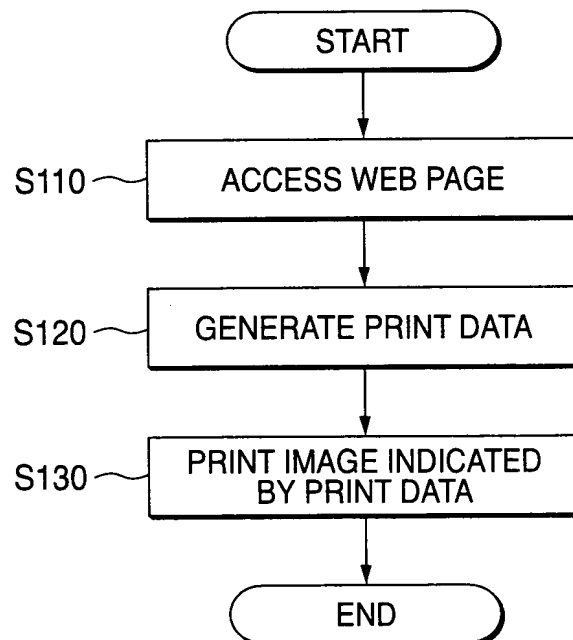 START
S110
ACCESS WEB PAGE
S120
GENERATE PRINT DATA
S130
PRINT IMAGE INDICATED
BY PRINT DATA
END